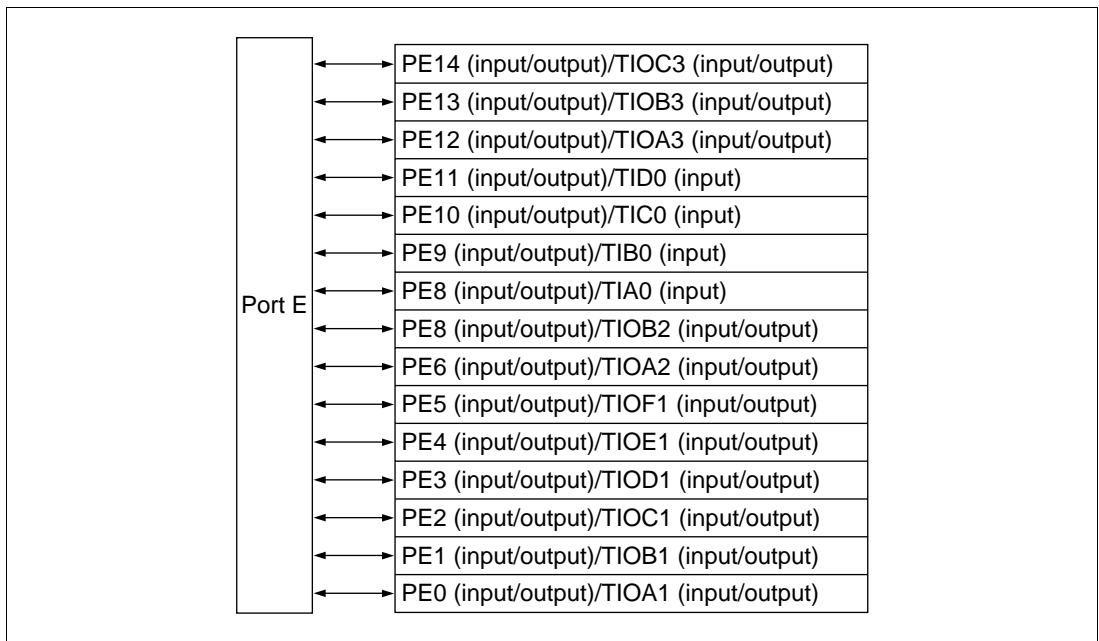 Port E
PE14 (input/output)/TIOC3 (input/output)
PE13 (input/output)/TIOB3 (input/output)
PE12 (input/output)/TIOA3 (input/output)
PE11 (input/output)/TID0 (input)
PE10 (input/output)/TIC0 (input)
PE9 (input/output)/TIB0 (input)
PE8 (input/output)/TIA0 (input)
PE8 (input/output)/TIOB2 (input/output)
PE6 (input/output)/TIOA2 (input/output)
PE5 (input/output)/TIOF1 (input/output)
PE4 (input/output)/TIOE1 (input/output)
PE3 (input/output)/TIOD1 (input/output)
PE2 (input/output)/TIOC1 (input/output)
PE1 (input/output)/TIOB1 (input/output)
PE0 (input/output)/TIOA1 (input/output)